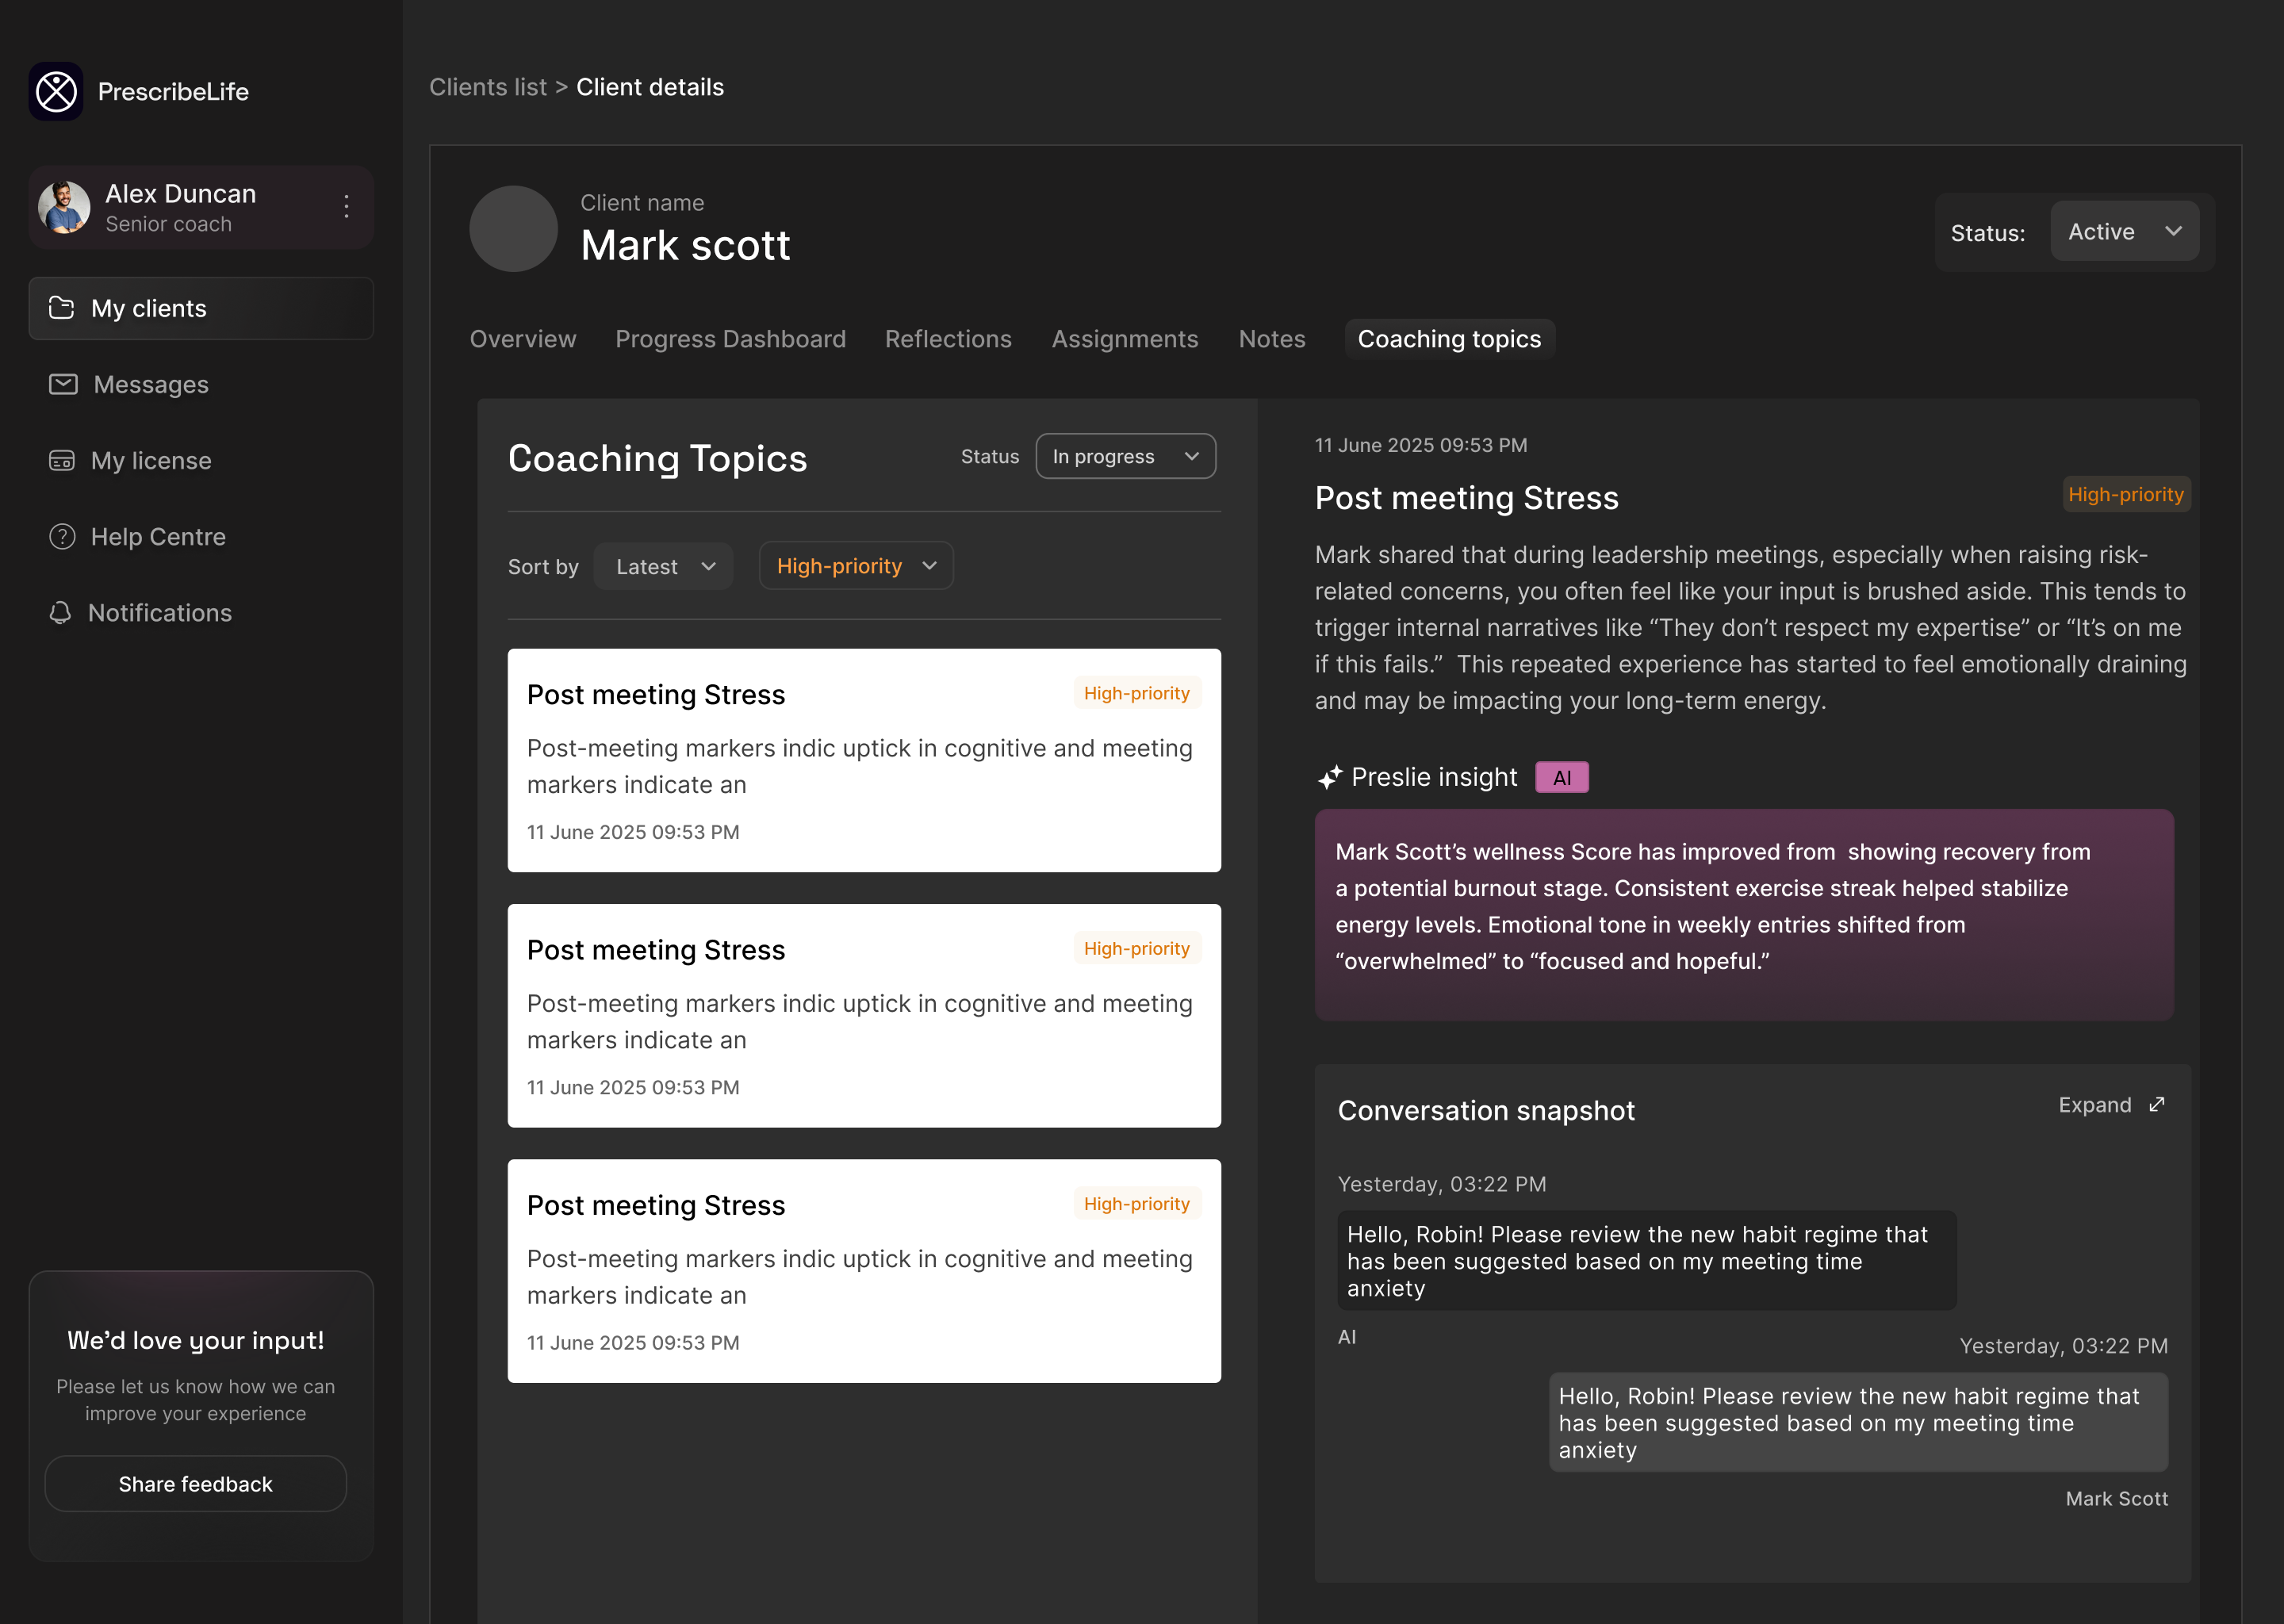 PrescribeLife
Alex Duncan
Senior coach
My clients
Messages
My license
Help Centre
Notifications
We'd love your input!
Please let us know how we can
improve your experience
Share feedback
Clients list > Client details
Client name
Mark scott
Status:
Active
Overview
Progress Dashboard
Reflections
Assignments
Notes
Coaching topics
Coaching Topics
Status
In progress
Sort by
Latest
High-priority
Post meeting Stress
High-priority
Post-meeting markers indic uptick in cognitive and meeting
markers indicate an
11 June 2025 09:53 PM
Post meeting Stress
High-priority
Post-meeting markers indic uptick in cognitive and meeting
markers indicate an
11 June 2025 09:53 PM
Post meeting Stress
High-priority
Post-meeting markers indic uptick in cognitive and meeting
markers indicate an
11 June 2025 09:53 PM
11 June 2025 09:53 PM
Post meeting Stress
High-priority
Mark shared that during leadership meetings, especially when raising risk-
related concerns, you often feel like your input is brushed aside. This tends to
trigger internal narratives like “They don’t respect my expertise” or “It’s on me
if this fails.”  This repeated experience has started to feel emotionally draining
and may be impacting your long-term energy.
Preslie insight
AI
Mark Scott’s wellness Score has improved from  showing recovery from
a potential burnout stage. Consistent exercise streak helped stabilize
energy levels. Emotional tone in weekly entries shifted from
“overwhelmed” to “focused and hopeful.”
Conversation snapshot
Expand
Yesterday, 03:22 PM
Hello, Robin! Please review the new habit regime that
has been suggested based on my meeting time
anxiety
AI
Yesterday, 03:22 PM
Hello, Robin! Please review the new habit regime that
has been suggested based on my meeting time
anxiety
Mark Scott